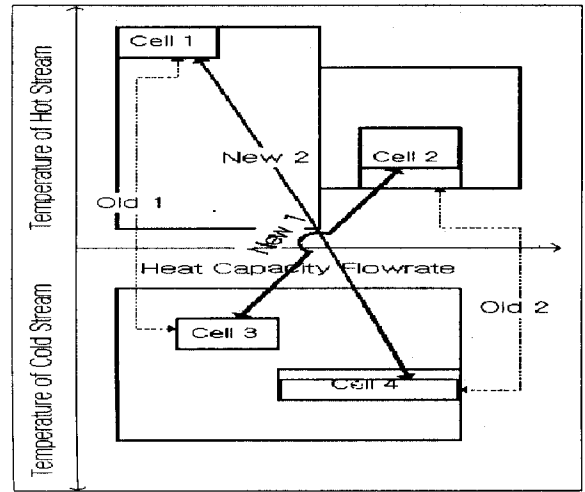 Temperature of Hot Stream
Cell 1
Cell 2
New 2
Old 1
New 1
Heat Capacity Flowrate
Old 2
Temperature of Cold Stream
Cell 3
Cell 4